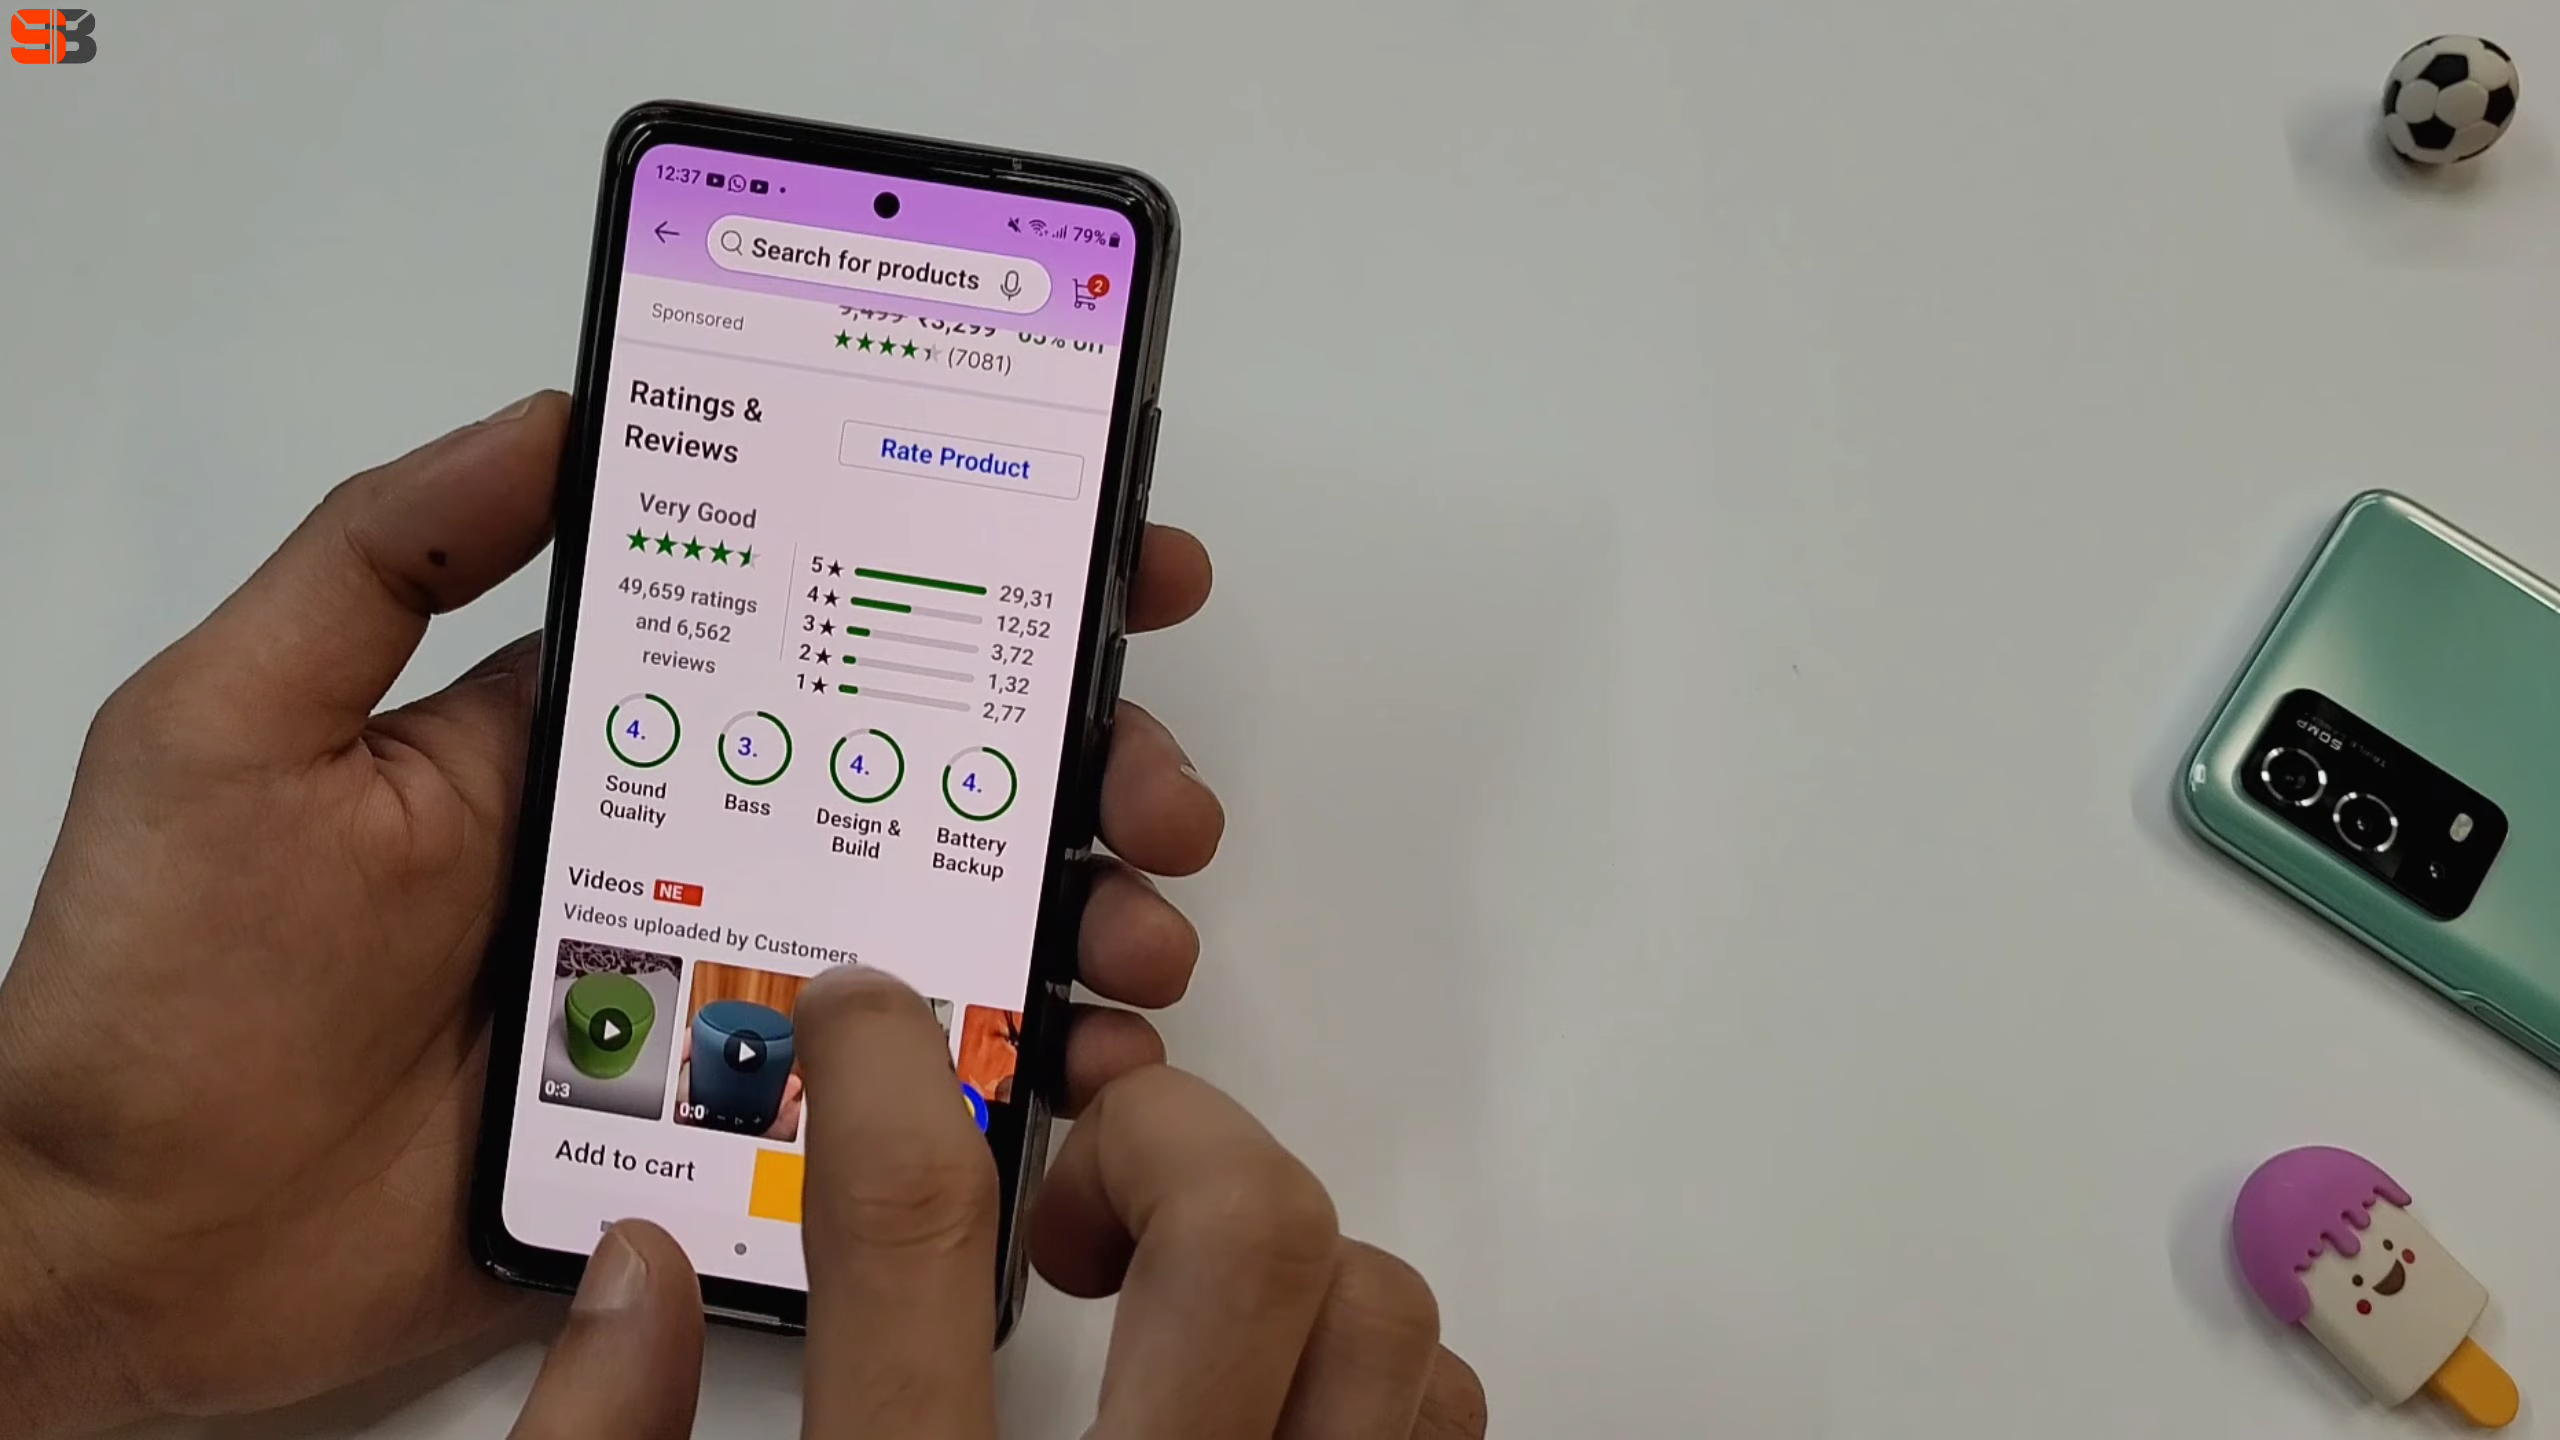 SB
12:37
79%
Search for products
2
Sponsored
(7081)
Ratings &
Reviews
Rate Product
Very Good
49,659 ratings
and 6,562
reviews
5★ 29,31
4★ 12,52
3★ 3,72
2★ 1,32
1★ 2,77
4. 3. 4. 4.
Sound
Quality
Bass
Design &
Build
Battery
Backup
Videos NE
Videos uploaded by Customers
0:3
0:0
Add to cart
50MP